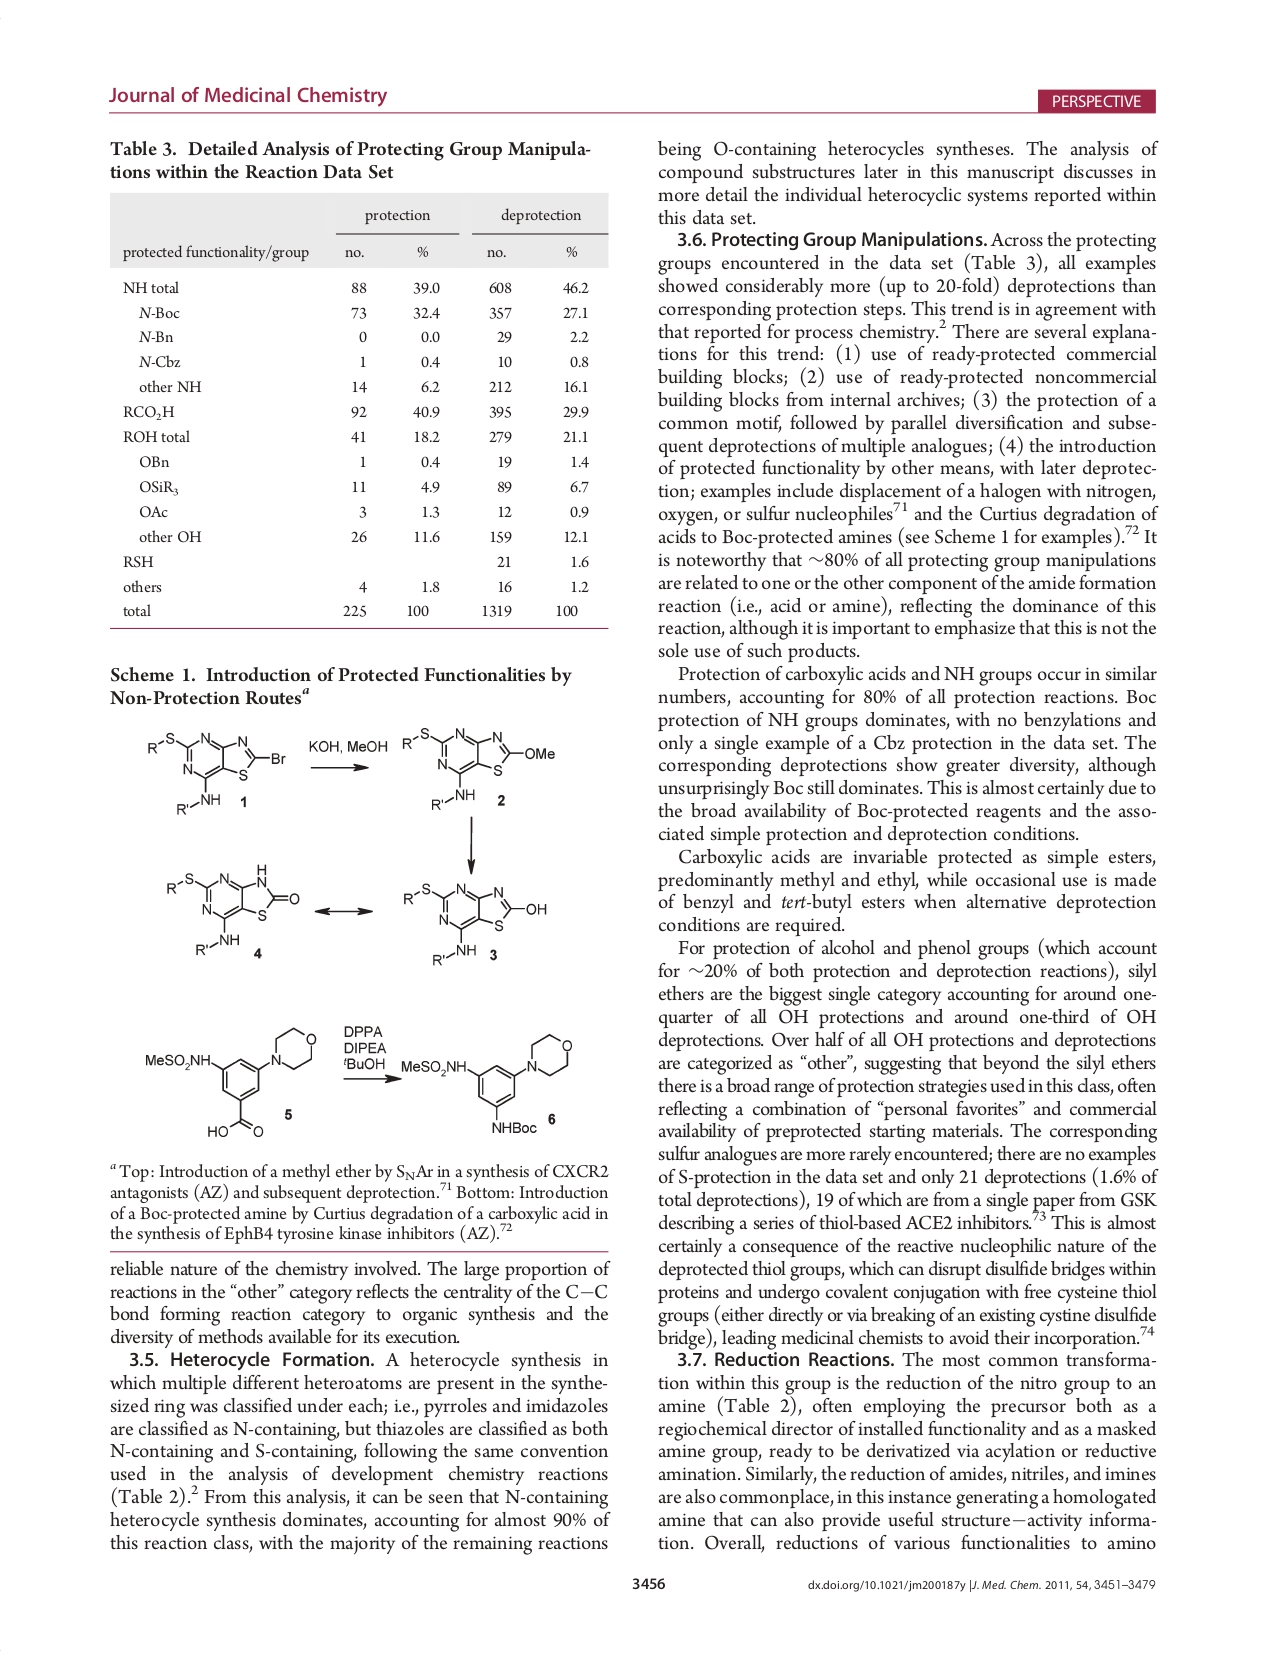 Journal of Medicinal Chemistry
PERSPECTIVE
Table 3. Detailed Analysis of Protecting Group Manipula-
tions within the Reaction Data Set
protection deprotection
protected functionality/group no. % no. %
NH total 88 39.0 608 46.2
N-Boc 73 32.4 357 27.1
N-Bn 0 0.0 29 2.2
N-Cbz 1 0.4 10 0.8
other NH 14 6.2 212 16.1
RCO2H 92 40.9 395 29.9
ROH total 41 18.2 279 21.1
OBn 1 0.4 19 1.4
OSiR3 11 4.9 89 6.7
OAc 3 1.3 12 0.9
other OH 26 11.6 159 12.1
RSH 21 1.6
others 4 1.8 16 1.2
total 225 100 1319 100
Scheme 1. Introduction of Protected Functionalities by
Non-Protection Routesa
R S N N N N S Br NH R' 1
KOH, MeOH
R S N N N N S OMe NH R' 2
R S N N H N S O NH R' 4
R S N N N N S OH NH R' 3
MeSO2NH N O HO O 5
DPPA
DIPEA
tBuOH
MeSO2NH N O NHBoc 6
a Top: Introduction of a methyl ether by SNAr in a synthesis of CXCR2
antagonists (AZ) and subsequent deprotection.71 Bottom: Introduction
of a Boc-protected amine by Curtius degradation of a carboxylic acid in
the synthesis of EphB4 tyrosine kinase inhibitors (AZ).72
reliable nature of the chemistry involved. The large proportion of
reactions in the “other” category reflects the centrality of the C−C
bond forming reaction category to organic synthesis and the
diversity of methods available for its execution.
3.5. Heterocycle Formation. A heterocycle synthesis in
which multiple different heteroatoms are present in the synthe-
sized ring was classified under each; i.e., pyrroles and imidazoles
are classified as N-containing, but thiazoles are classified as both
N-containing and S-containing, following the same convention
used in the analysis of development chemistry reactions
(Table 2).2 From this analysis, it can be seen that N-containing
heterocycle synthesis dominates, accounting for almost 90% of
this reaction class, with the majority of the remaining reactions
being O-containing heterocycles syntheses. The analysis of
compound substructures later in this manuscript discusses in
more detail the individual heterocyclic systems reported within
this data set.
3.6. Protecting Group Manipulations. Across the protecting
groups encountered in the data set (Table 3), all examples
showed considerably more (up to 20-fold) deprotections than
corresponding protection steps. This trend is in agreement with
that reported for process chemistry.2 There are several explana-
tions for this trend: (1) use of ready-protected commercial
building blocks; (2) use of ready-protected noncommercial
building blocks from internal archives; (3) the protection of a
common motif, followed by parallel diversification and subse-
quent deprotections of multiple analogues; (4) the introduction
of protected functionality by other means, with later deprotec-
tion; examples include displacement of a halogen with nitrogen,
oxygen, or sulfur nucleophiles71 and the Curtius degradation of
acids to Boc-protected amines (see Scheme 1 for examples).72 It
is noteworthy that ∼80% of all protecting group manipulations
are related to one or the other component of the amide formation
reaction (i.e., acid or amine), reflecting the dominance of this
reaction, although it is important to emphasize that this is not the
sole use of such products.
Protection of carboxylic acids and NH groups occur in similar
numbers, accounting for 80% of all protection reactions. Boc
protection of NH groups dominates, with no benzylations and
only a single example of a Cbz protection in the data set. The
corresponding deprotections show greater diversity, although
unsurprisingly Boc still dominates. This is almost certainly due to
the broad availability of Boc-protected reagents and the asso-
ciated simple protection and deprotection conditions.
Carboxylic acids are invariable protected as simple esters,
predominantly methyl and ethyl, while occasional use is made
of benzyl and tert-butyl esters when alternative deprotection
conditions are required.
For protection of alcohol and phenol groups (which account
for ∼20% of both protection and deprotection reactions), silyl
ethers are the biggest single category accounting for around one-
quarter of all OH protections and around one-third of OH
deprotections. Over half of all OH protections and deprotections
are categorized as “other”, suggesting that beyond the silyl ethers
there is a broad range of protection strategies used in this class, often
reflecting a combination of “personal favorites” and commercial
availability of preprotected starting materials. The corresponding
sulfur analogues are more rarely encountered; there are no examples
of S-protection in the data set and only 21 deprotections (1.6% of
total deprotections), 19 of which are from a single paper from GSK
describing a series of thiol-based ACE2 inhibitors.73 This is almost
certainly a consequence of the reactive nucleophilic nature of the
deprotected thiol groups, which can disrupt disulfide bridges within
proteins and undergo covalent conjugation with free cysteine thiol
groups (either directly or via breaking of an existing cystine disulfide
bridge), leading medicinal chemists to avoid their incorporation.74
3.7. Reduction Reactions. The most common transforma-
tion within this group is the reduction of the nitro group to an
amine (Table 2), often employing the precursor both as a
regiochemical director of installed functionality and as a masked
amine group, ready to be derivatized via acylation or reductive
amination. Similarly, the reduction of amides, nitriles, and imines
are also commonplace, in this instance generating a homologated
amine that can also provide useful structure−activity informa-
tion. Overall, reductions of various functionalities to amino
3456
dx.doi.org/10.1021/jm200187y |J. Med. Chem. 2011, 54, 3451–3479